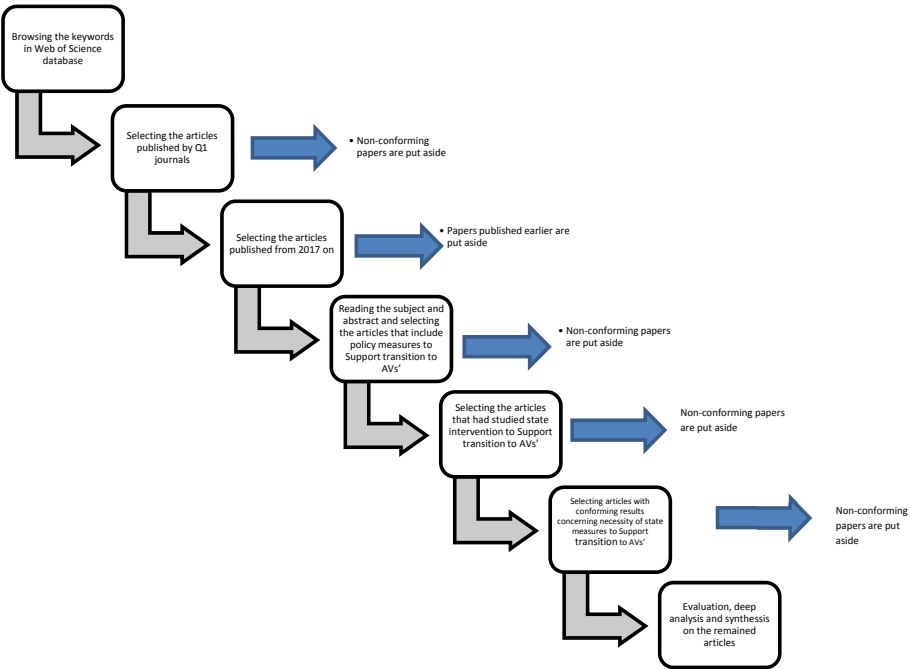 Browsing the keywords
in Web of Science
database
Selecting the articles
published by Q1
journals
• Non-conforming
papers are put aside
Selecting the articles
published from 2017 on
• Papers published earlier are
put aside
Reading the subject and
abstract and selecting
the articles that include
policy measures to
Support transition to
AVs'
• Non-conforming papers
are put aside
Selecting the articles
that had studied state
intervention to Support
transition to AVs'
Non-conforming papers
are put aside
Selecting articles with
conforming results
concerning necessity of state
measures to Support
transition to AVs'
Non-conforming
papers are put
aside
Evaluation, deep
analysis and synthessis
on the remained
articles